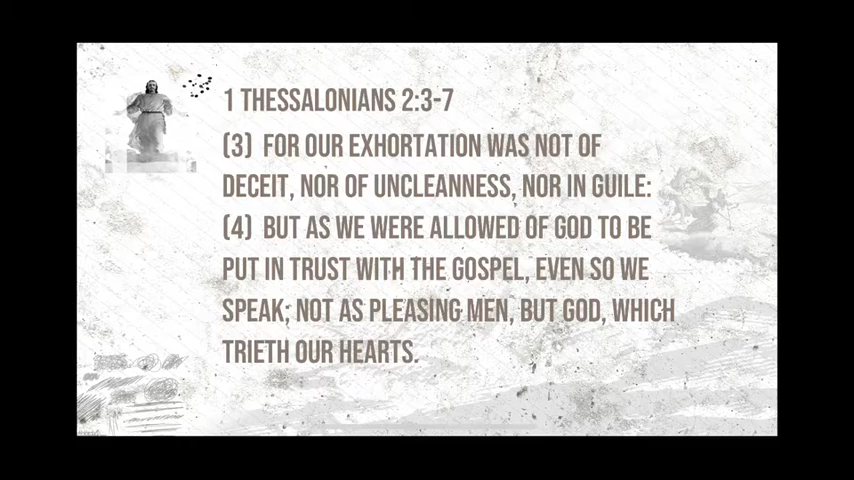 1 THESSALONIANS 2:3-7
(3) FOR OUR EXHORTATION WAS NOT OF
DECEIT, NOR OF UNCLEANNESS, NOR IN GUILE:
(4) BUT AS WE WERE ALLOWED OF GOD TO BE
PUT IN TRUST WITH THE GOSPEL, EVEN SO WE
SPEAK; NOT AS PLEASING MEN, BUT GOD, WHICH
TRIETH OUR HEARTS.